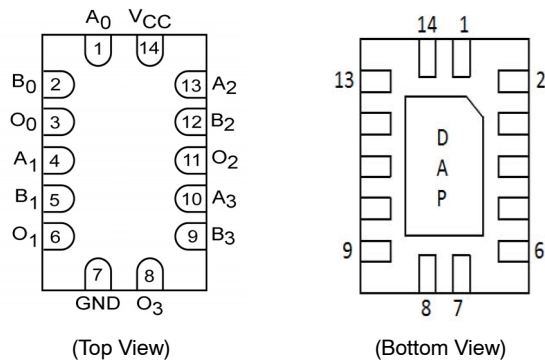 A0 VCC
1 14
B0 2 13 A2
O0 3 12 B2
A1 4 11 O2
B1 5 10 A3
O1 6 9 B3
7 8
GND O3
(Top View)
14 1
13 2
D
A
P
9 6
8 7
(Bottom View)